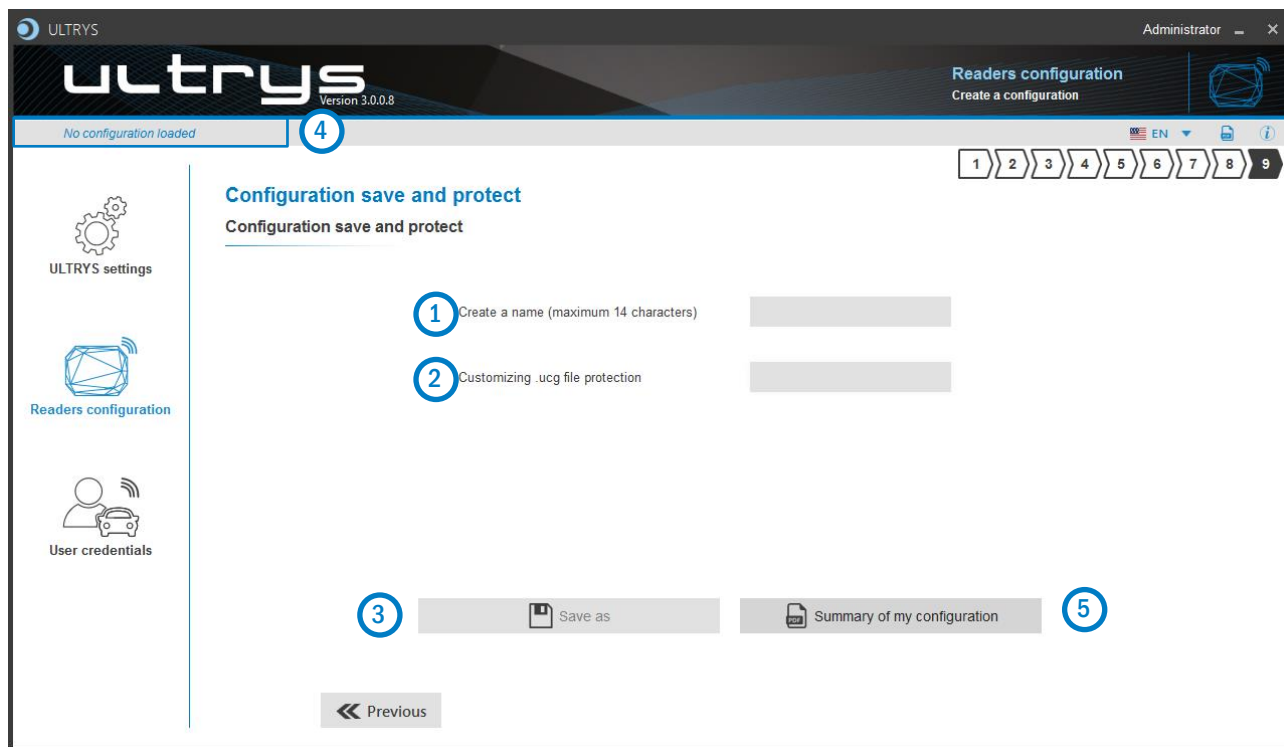 ULTRYS
Administrator
ultrys
Version 3.0.0.8
Readers configuration
Create a configuration
No configuration loaded
4
EN
i
1 2 3 4 5 6 7 8 9
Configuration save and protect
Configuration save and protect
ULTRYS settings
1 Create a name (maximum 14 characters)
2 Customizing .ucg file protection
Readers configuration
User credentials
3 Save as
PDF Summary of my configuration 5
Previous